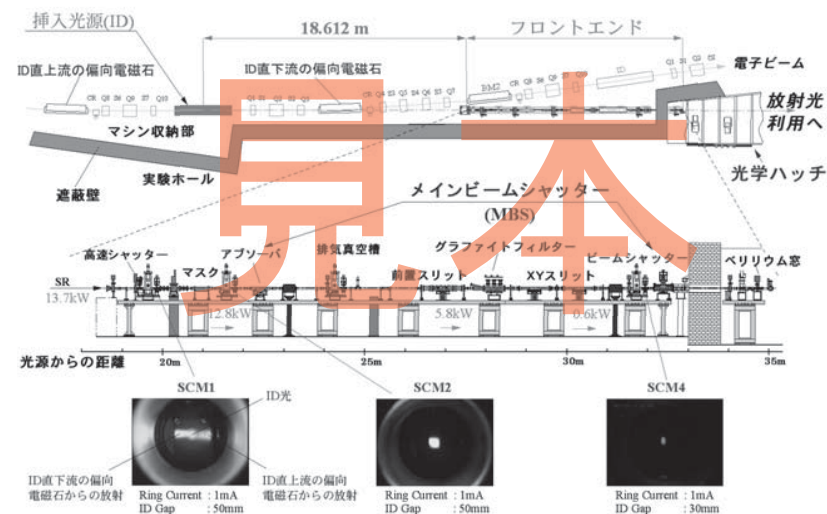 挿入光源(ID)
18.612 m
フロントエンド
ID直上流の偏向電磁石
ID直下流の偏向電磁石
電子ビーム
BM2
ID
CR
マシン収納部
放射光
利用へ
実験ホール
遮蔽壁
光学ハッチ
メインビームシャッター
(MBS)
見本
高速シャッター
マスク
アブソーバ
排気真空槽
前置スリット
グラファイトフィルター
XYスリット
ビームシャッター
ベリリウム窓
SR
13.7kW
12.8kW
5.8kW
0.6kW
光源からの距離
20m
25m
30m
35m
SCM1
SCM2
SCM4
ID光
ID直下流の偏向
電磁石からの放射
ID直上流の偏向
電磁石からの放射
Ring Current : 1mA
ID Gap : 50mm
Ring Current : 1mA
ID Gap : 50mm
Ring Current : 1mA
ID Gap : 30mm